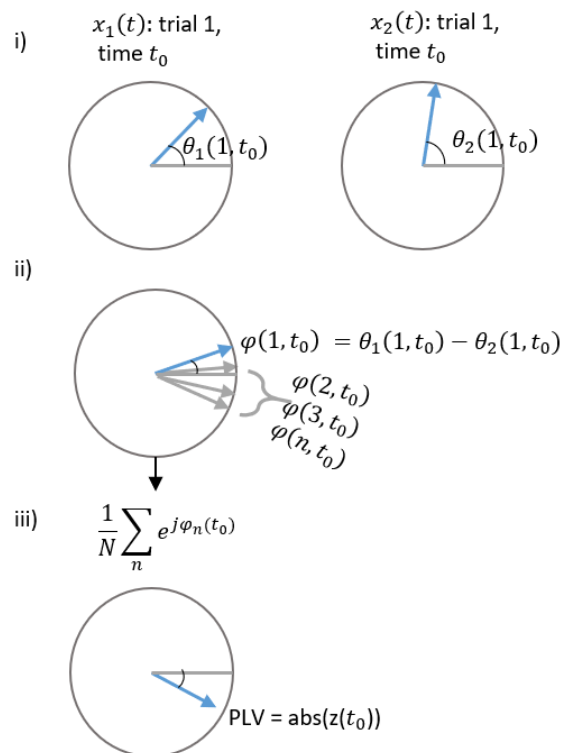 i)
x₁(t): trial 1,
time t₀
x₂(t): trial 1,
time t₀
θ₁(1, t₀)
θ₂(1, t₀)
ii)
φ(1, t₀) = θ₁(1, t₀) − θ₂(1, t₀)
φ(2, t₀)
φ(3, t₀)
φ(n, t₀)
iii)
1/N ∑ₙ e^{jφₙ(t₀)}
PLV = abs(z(t₀))